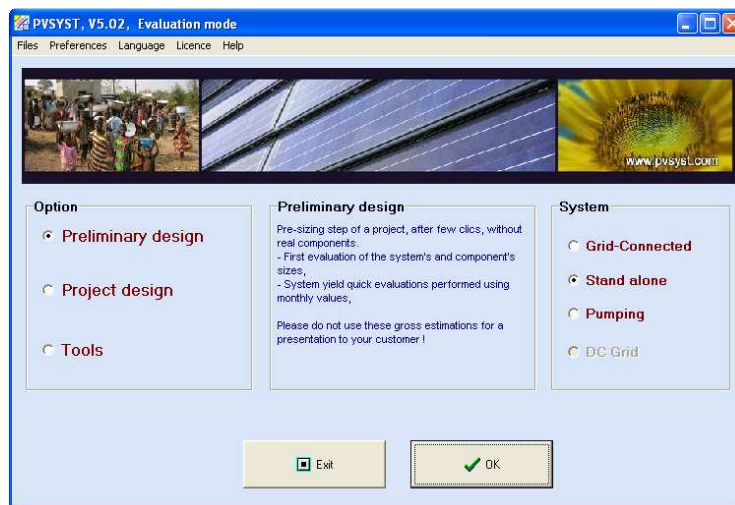 PVSYST, V5.02, Evaluation mode
Files Preferences Language Licence Help
www.pvsyst.com
Option
Preliminary design
Project design
Tools
Preliminary design
Pre-sizing step of a project, after few clics, without
real components.
- First evaluation of the system's and component's
sizes,
- System yield quick evaluations performed using
monthly values,
Please do not use these gross estimations for a
presentation to your customer !
System
Grid-Connected
Stand alone
Pumping
DC Grid
Exit
OK